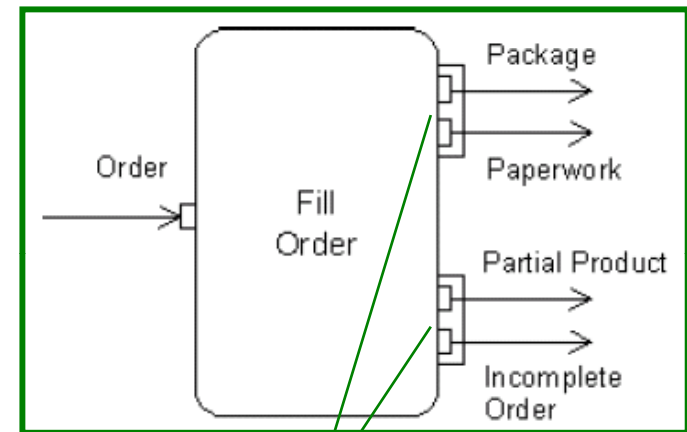 Package
Order
Paperwork
Fill
Order
Partial Product
Incomplete
Order